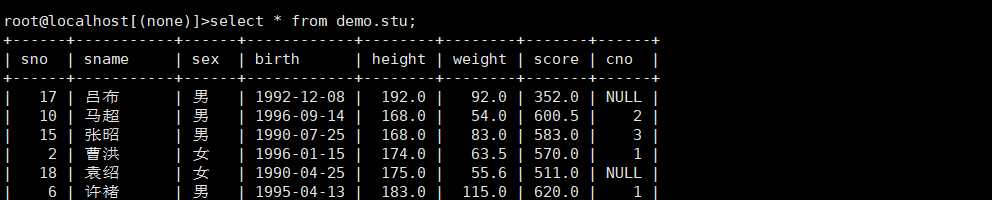 root@localhost[(none)]>select * from demo.stu;
+------+-----------+------+------------+--------+--------+-------+------+
| sno  | sname     | sex  | birth      | height | weight | score | cno  |
+------+-----------+------+------------+--------+--------+-------+------+
|   17 | 吕布      | 男   | 1992-12-08 |  192.0 |   92.0 | 352.0 | NULL |
|   10 | 马超      | 男   | 1996-09-14 |  168.0 |   54.0 | 600.5 |    2 |
|   15 | 张昭      | 男   | 1990-07-25 |  168.0 |   83.0 | 583.0 |    3 |
|    2 | 曹洪      | 女   | 1996-01-15 |  174.0 |   63.5 | 570.0 |    1 |
|   18 | 袁绍      | 女   | 1990-04-25 |  175.0 |   55.6 | 511.0 | NULL |
|    6 | 许褚      | 男   | 1995-04-13 |  183.0 |  115.0 | 620.0 |    1 |